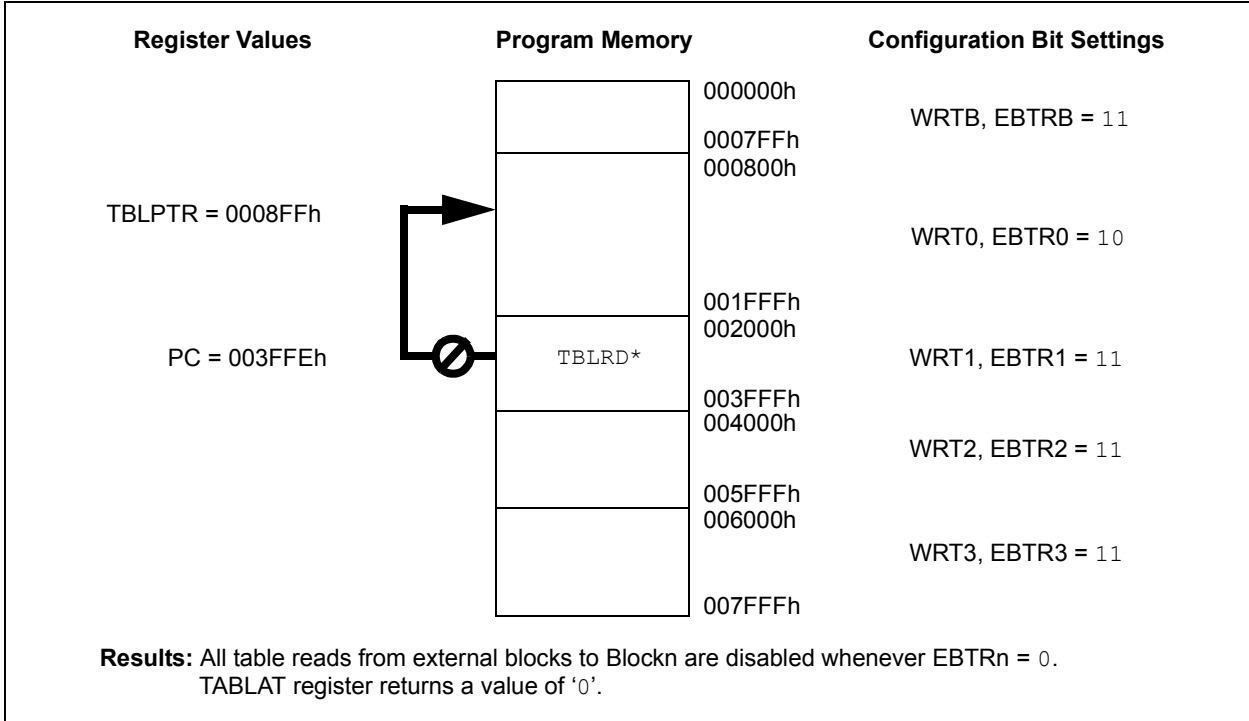 Register Values
Program Memory
Configuration Bit Settings
000000h
WRTB, EBTRB = 11
0007FFh
000800h
TBLPTR = 0008FFh
WRT0, EBTR0 = 10
001FFFh
002000h
PC = 003FFEh
TBLRD*
WRT1, EBTR1 = 11
003FFFh
004000h
WRT2, EBTR2 = 11
005FFFh
006000h
WRT3, EBTR3 = 11
007FFFh
Results: All table reads from external blocks to Blockn are disabled whenever EBTRn = 0.
TABLAT register returns a value of ‘0’.